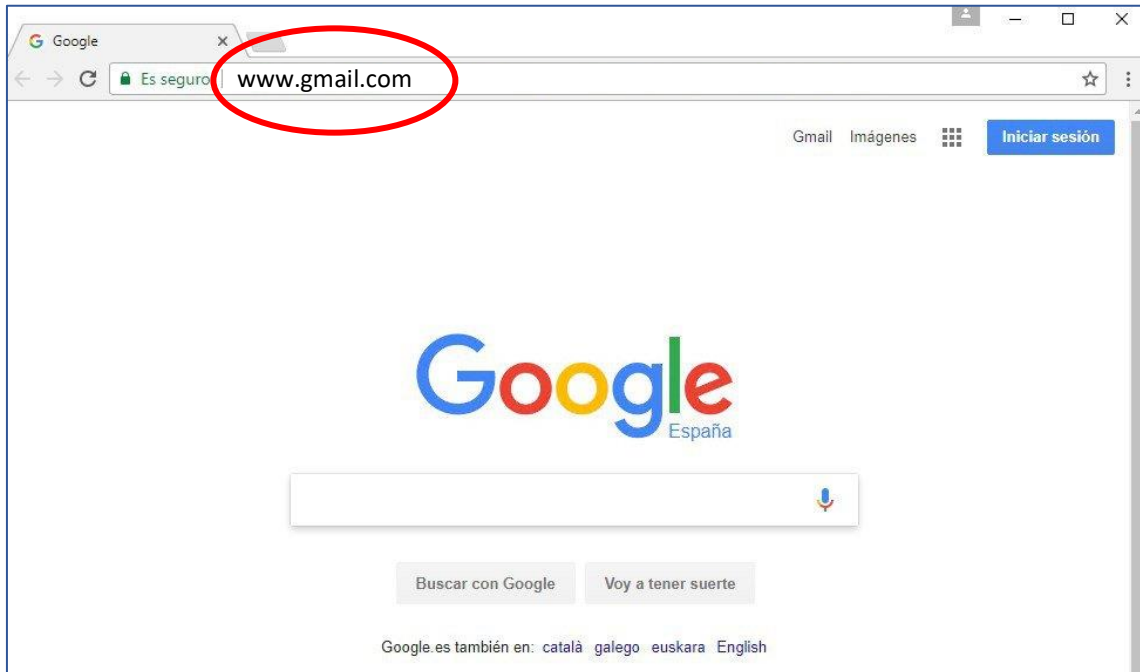 Google
Es seguro www.gmail.com
Gmail Imágenes Iniciar sesión
Google
España
Buscar con Google Voy a tener suerte
Google.es también en: català galego euskara English